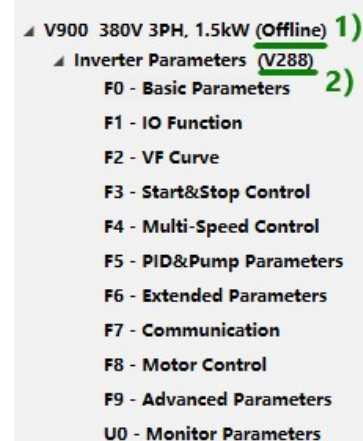 V900 380V 3PH, 1.5kW (Offline) 1)
Inverter Parameters (V288) 2)
F0 - Basic Parameters
F1 - IO Function
F2 - VF Curve
F3 - Start&Stop Control
F4 - Multi-Speed Control
F5 - PID&Pump Parameters
F6 - Extended Parameters
F7 - Communication
F8 - Motor Control
F9 - Advanced Parameters
U0 - Monitor Parameters